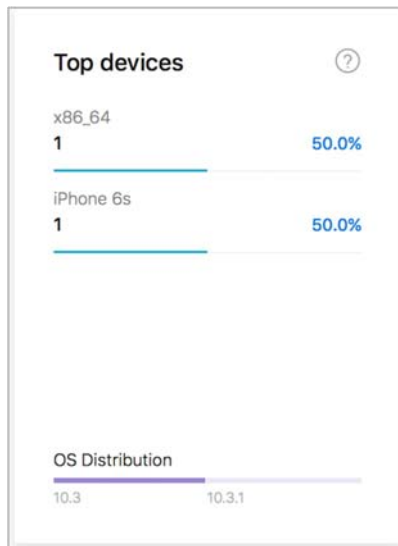 Top devices ?
x86_64
1 50.0%
iPhone 6s
1 50.0%
OS Distribution
10.3 10.3.1